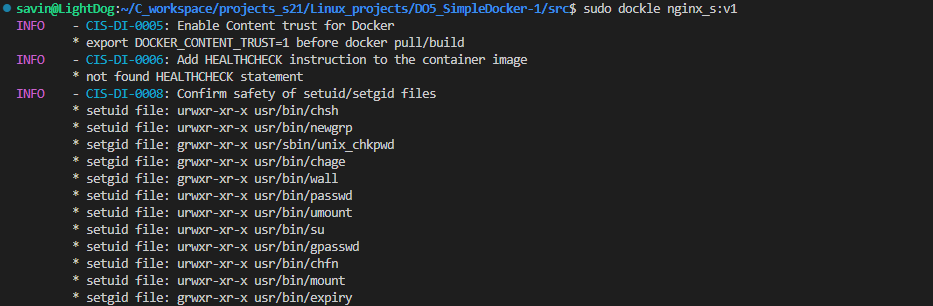 savin@LightDog:~/C_workspace/projects_s21/Linux_projects/DO5_SimpleDocker-1/src$ sudo dockle nginx_s:v1
INFO - CIS-DI-0005: Enable Content trust for Docker
* export DOCKER_CONTENT_TRUST=1 before docker pull/build
INFO - CIS-DI-0006: Add HEALTHCHECK instruction to the container image
* not found HEALTHCHECK statement
INFO - CIS-DI-0008: Confirm safety of setuid/setgid files
* setuid file: urwxr-xr-x usr/bin/chsh
* setuid file: urwxr-xr-x usr/bin/newgrp
* setgid file: grwxr-xr-x usr/sbin/unix_chkpwd
* setgid file: grwxr-xr-x usr/bin/chage
* setgid file: grwxr-xr-x usr/bin/wall
* setuid file: urwxr-xr-x usr/bin/passwd
* setuid file: urwxr-xr-x usr/bin/umount
* setuid file: urwxr-xr-x usr/bin/su
* setuid file: urwxr-xr-x usr/bin/gpasswd
* setuid file: urwxr-xr-x usr/bin/chfn
* setuid file: urwxr-xr-x usr/bin/mount
* setgid file: grwxr-xr-x usr/bin/expiry